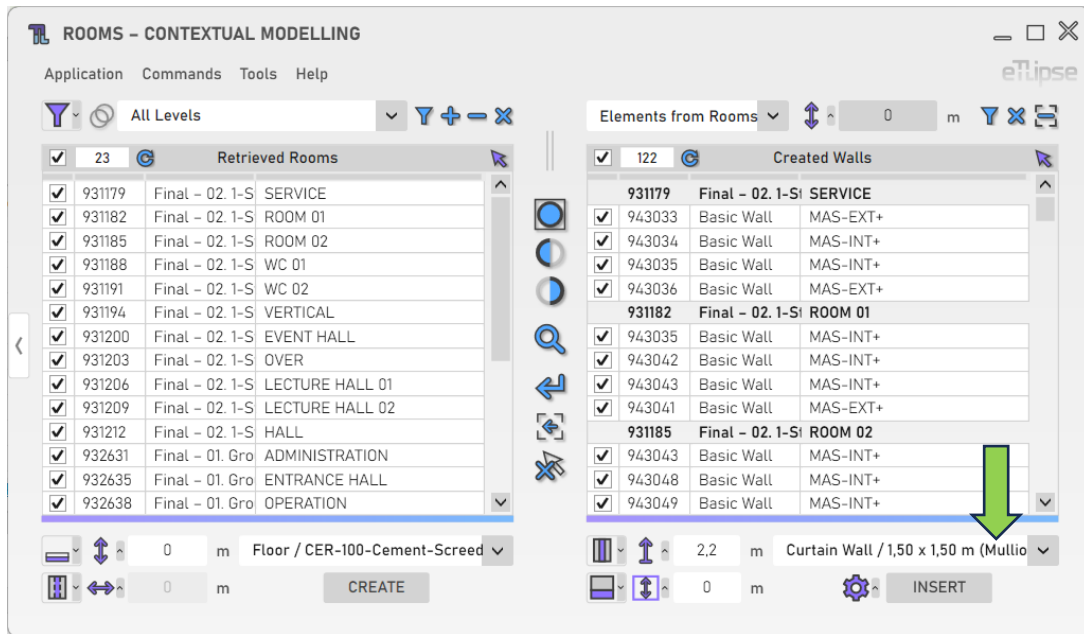 ROOMS – CONTEXTUAL MODELLING
Application Commands Tools Help
eTLipse
All Levels
Elements from Rooms 0 m
23 Retrieved Rooms
931179 Final – 02. 1-S SERVICE
931182 Final – 02. 1-S ROOM 01
931185 Final – 02. 1-S ROOM 02
931188 Final – 02. 1-S WC 01
931191 Final – 02. 1-S WC 02
931194 Final – 02. 1-S VERTICAL
931200 Final – 02. 1-S EVENT HALL
931203 Final – 02. 1-S OVER
931206 Final – 02. 1-S LECTURE HALL 01
931209 Final – 02. 1-S LECTURE HALL 02
931212 Final – 02. 1-S HALL
932631 Final – 01. Gro ADMINISTRATION
932635 Final – 01. Gro ENTRANCE HALL
932638 Final – 01. Gro OPERATION
0 m Floor / CER-100-Cement-Screed
0 m CREATE
122 Created Walls
931179 Final – 02. 1-St SERVICE
943033 Basic Wall MAS-EXT+
943034 Basic Wall MAS-INT+
943035 Basic Wall MAS-INT+
943036 Basic Wall MAS-EXT+
931182 Final – 02. 1-St ROOM 01
943035 Basic Wall MAS-INT+
943042 Basic Wall MAS-INT+
943043 Basic Wall MAS-INT+
943041 Basic Wall MAS-EXT+
931185 Final – 02. 1-St ROOM 02
943043 Basic Wall MAS-INT+
943048 Basic Wall MAS-INT+
943049 Basic Wall MAS-INT+
2,2 m Curtain Wall / 1,50 x 1,50 m (Mullio
0 m INSERT